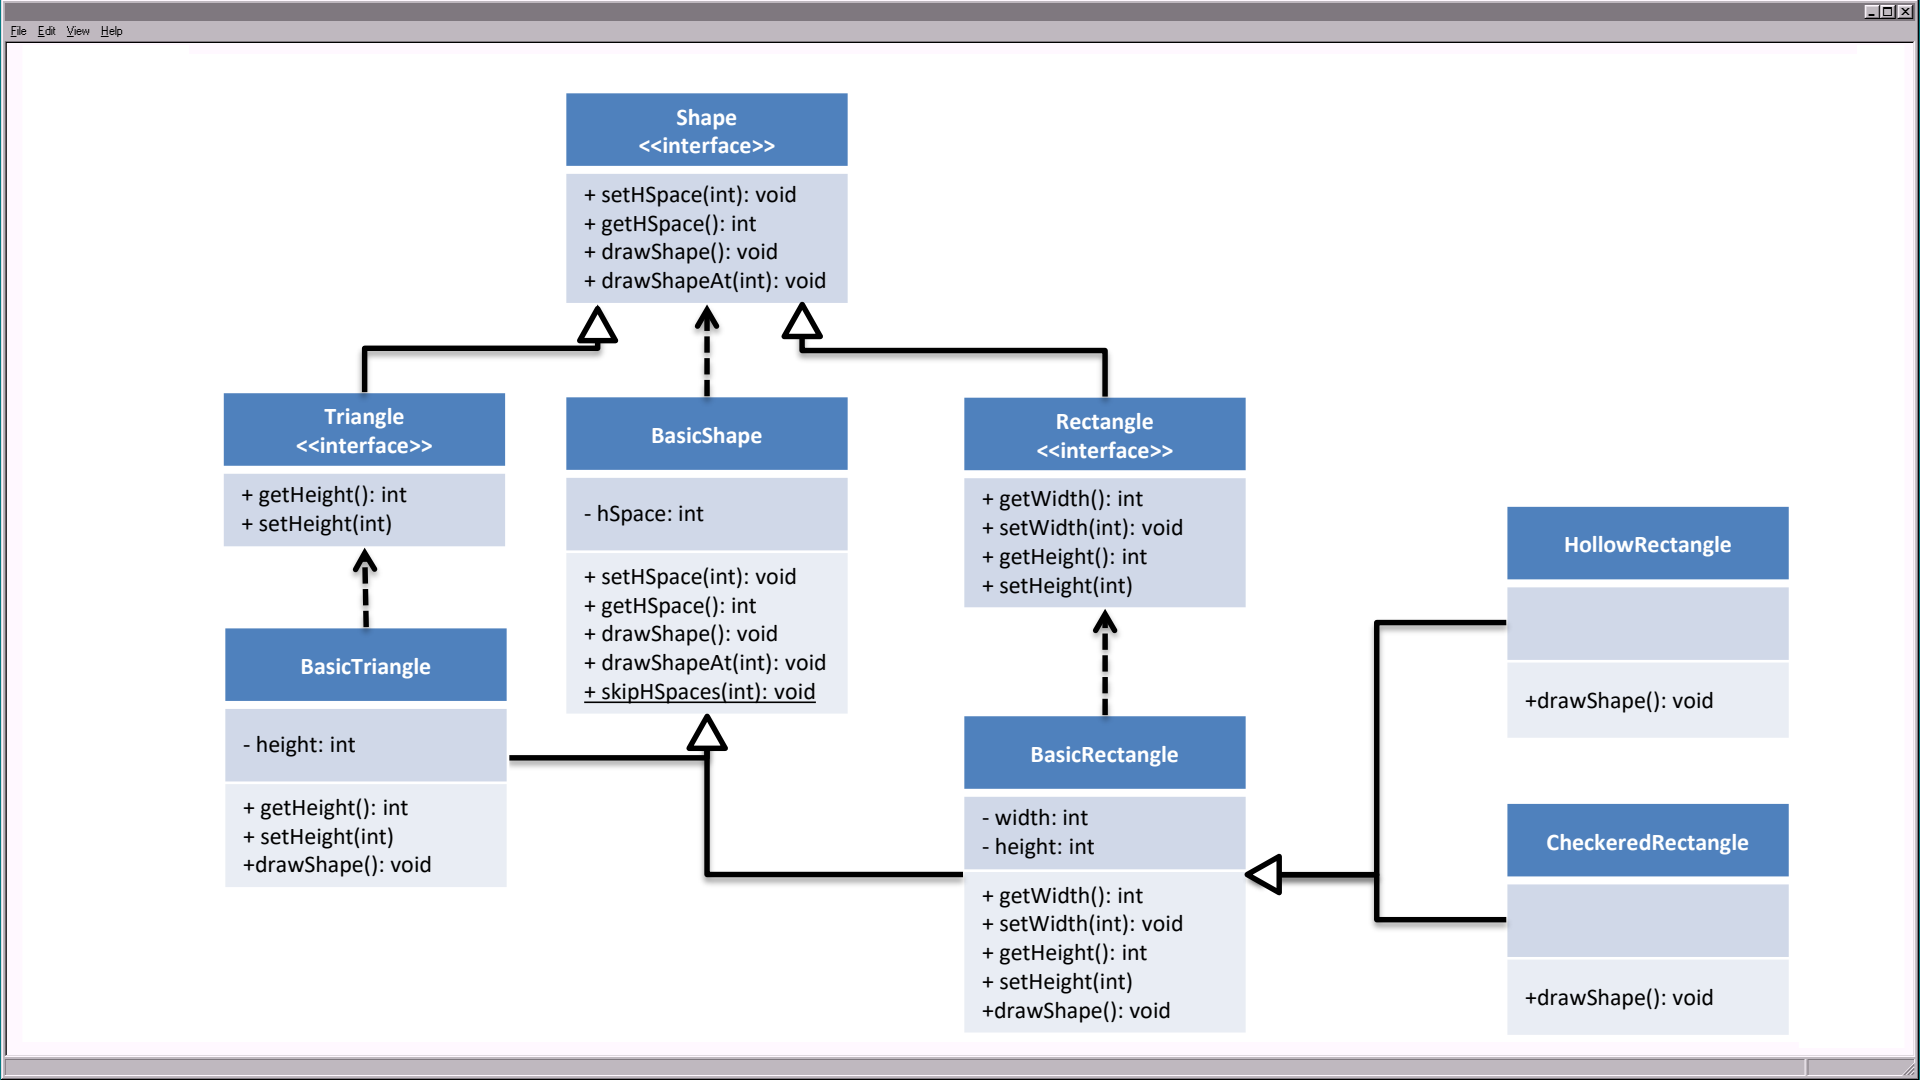 File Edit View Help
Shape
<<interface>>
+ setHSpace(int): void
+ getHSpace(): int
+ drawShape(): void
+ drawShapeAt(int): void
Triangle
<<interface>>
+ getHeight(): int
+ setHeight(int)
BasicShape
- hSpace: int
+ setHSpace(int): void
+ getHSpace(): int
+ drawShape(): void
+ drawShapeAt(int): void
+ skipHSpaces(int): void
Rectangle
<<interface>>
+ getWidth(): int
+ setWidth(int): void
+ getHeight(): int
+ setHeight(int)
HollowRectangle
+drawShape(): void
BasicTriangle
- height: int
+ getHeight(): int
+ setHeight(int)
+drawShape(): void
BasicRectangle
- width: int
- height: int
+ getWidth(): int
+ setWidth(int): void
+ getHeight(): int
+ setHeight(int)
+drawShape(): void
CheckeredRectangle
+drawShape(): void